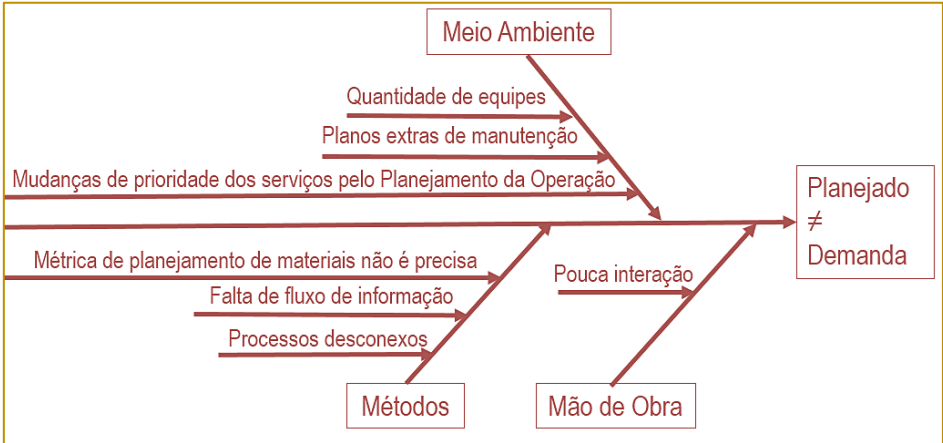 Meio Ambiente
Quantidade de equipes
Planos extras de manutenção
Mudanças de prioridade dos serviços pelo Planejamento da Operação
Planejado
≠
Demanda
Métrica de planejamento de materiais não é precisa
Pouca interação
Falta de fluxo de informação
Processos desconexos
Métodos
Mão de Obra